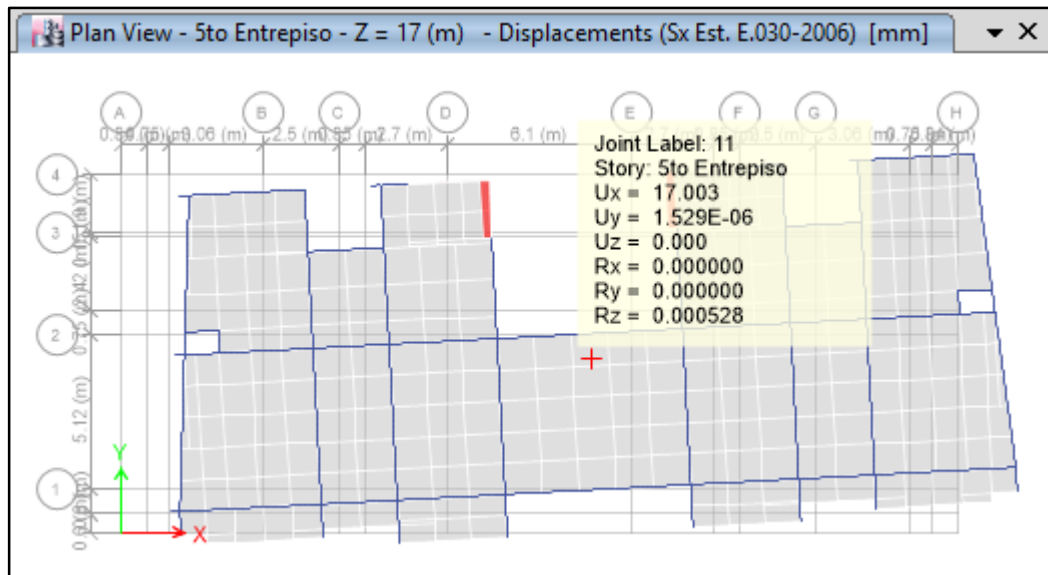 Plan View - 5to Entrepiso - Z = 17 (m) - Displacements (Sx Est. E.030-2006) [mm]
A B C D E F G H
3.06 (m) 2.5 (m) 2.7 (m) 6.1 (m) 3.06 (m)
Joint Label: 11
Story: 5to Entrepiso
Ux = 17.003
Uy = 1.529E-06
Uz = 0.000
Rx = 0.000000
Ry = 0.000000
Rz = 0.000528
4
3
2
5.12 (m)
1
Y
X